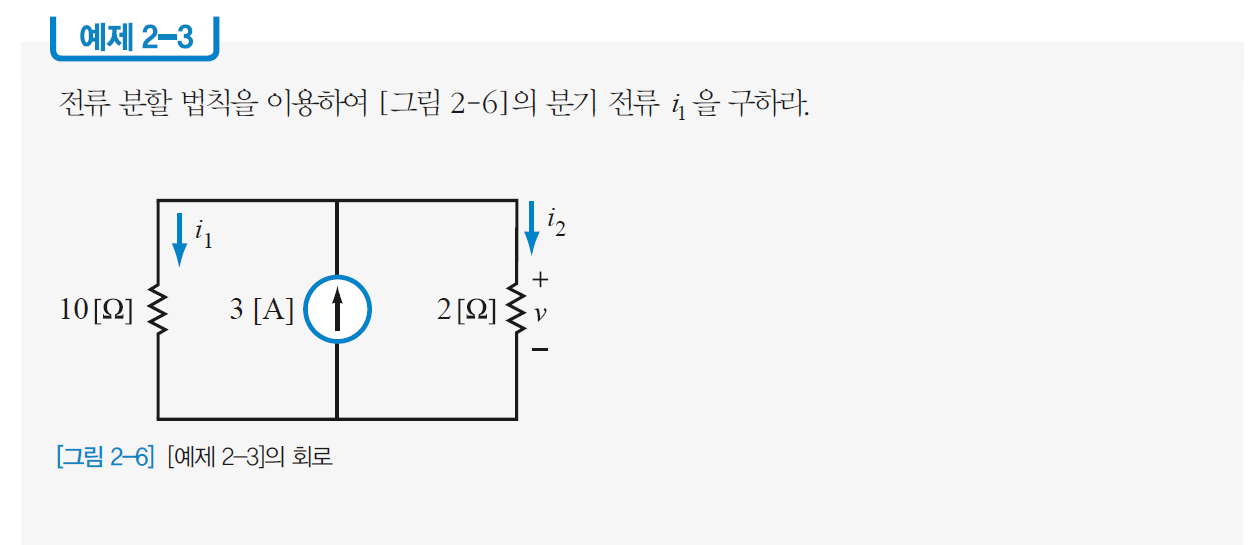 예제 2-3
전류 분할 법칙을 이용하여 [그림 2-6]의 분기 전류 i₁을 구하라.
i₁
i₂
10[Ω]
3 [A]
2[Ω]
+
v
−
[그림 2-6] [예제 2-3]의 회로